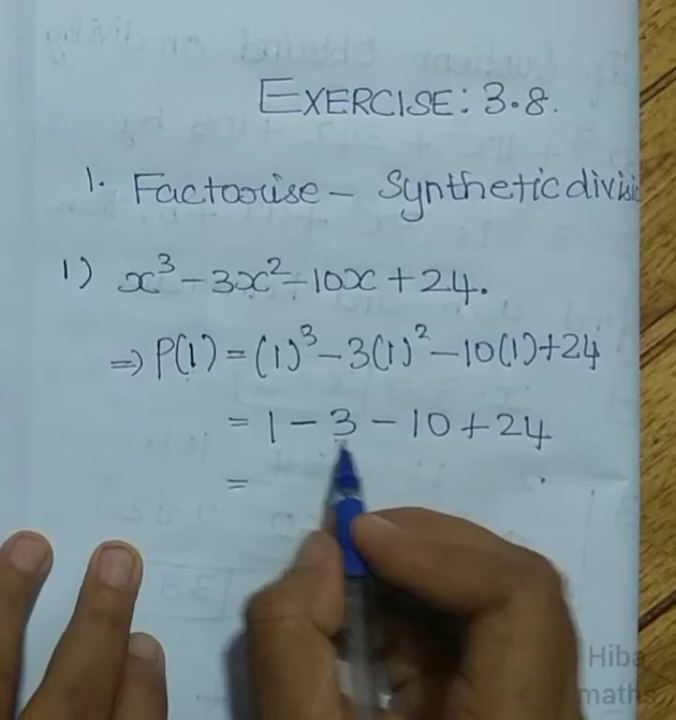 EXERCISE: 3.8.
1. Factorise - Synthetic divisi
1) x³ - 3x² - 10x + 24.
⇒ P(1) = (1)³ - 3(1)² - 10(1) + 24
= 1 - 3 - 10 + 24
=
Hiba
maths